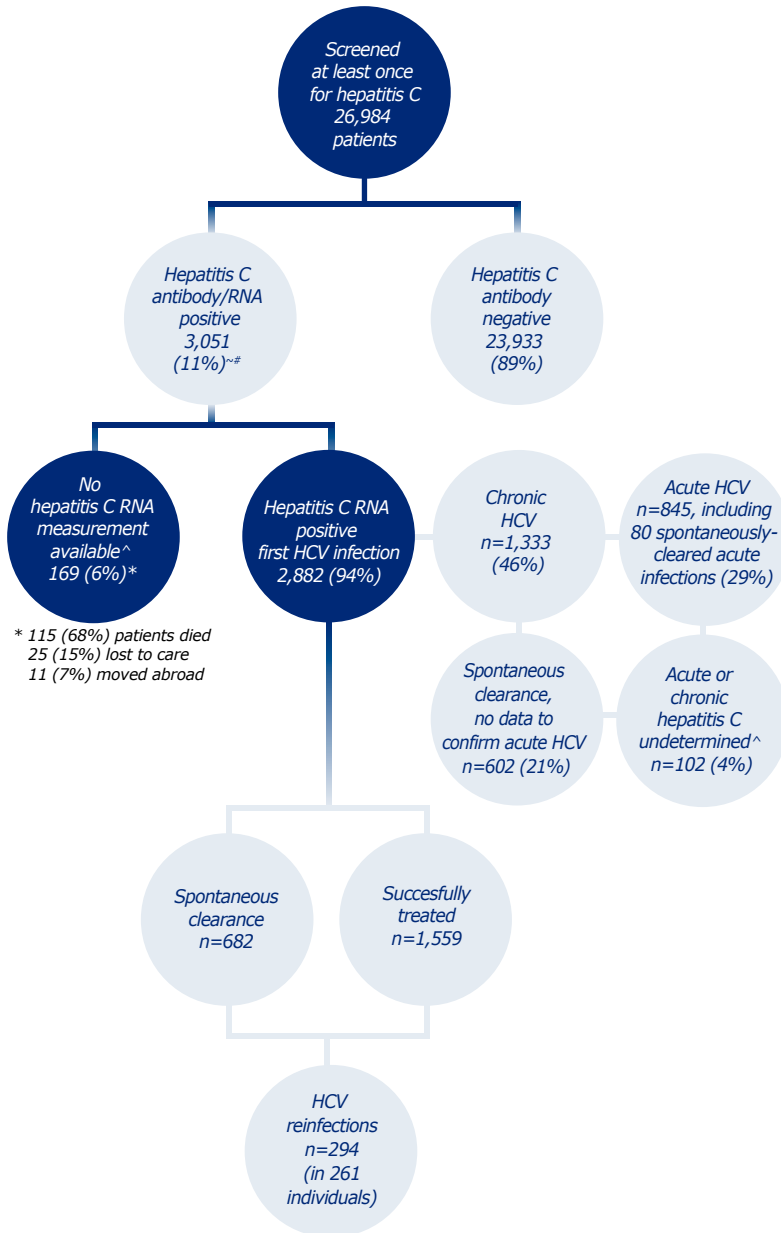 Screened
at least once
for hepatitis C
26,984
patients
Hepatitis C
antibody/RNA
positive
3,051
(11%)~#
Hepatitis C
antibody
negative
23,933
(89%)
No
hepatitis C RNA
measurement
available^
169 (6%)*
* 115 (68%) patients died
25 (15%) lost to care
11 (7%) moved abroad
Hepatitis C RNA
positive
first HCV infection
2,882 (94%)
Chronic
HCV
n=1,333
(46%)
Acute HCV
n=845, including
80 spontaneously-
cleared acute
infections (29%)
Spontaneous
clearance,
no data to
confirm acute HCV
n=602 (21%)
Acute or
chronic
hepatitis C
undetermined^
n=102 (4%)
Spontaneous
clearance
n=682
Succesfully
treated
n=1,559
HCV
reinfections
n=294
(in 261
individuals)